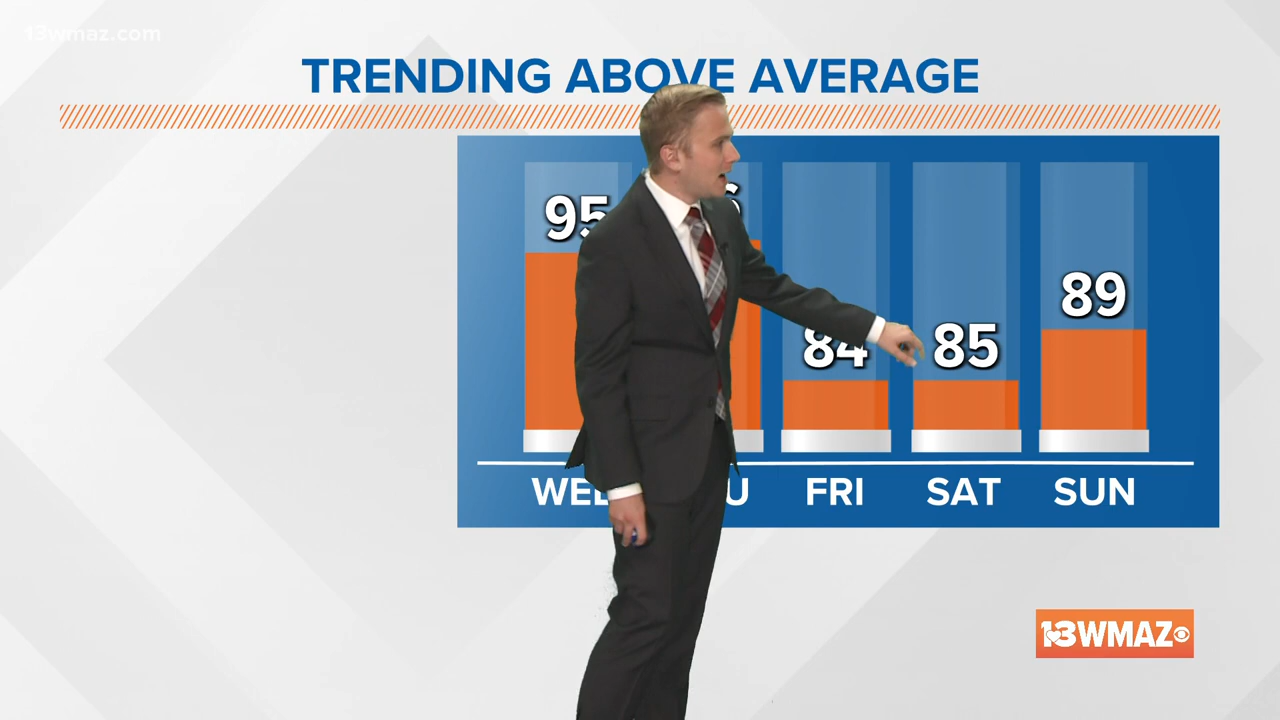 13wmaz.com
TRENDING ABOVE AVERAGE
95
84 85 89
FRI SAT SUN
13WMAZ